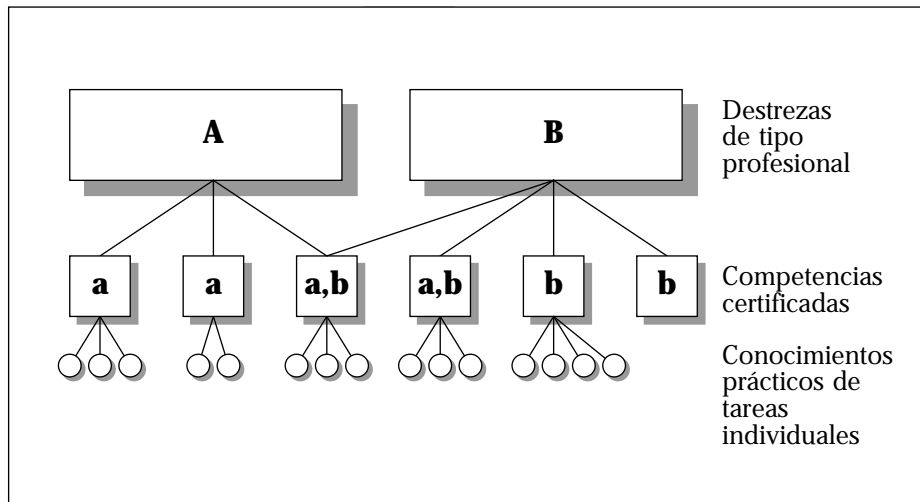 A
B
Destrezas
de tipo
profesional
a
a
a,b
a,b
b
b
Competencias
certificadas
Conocimientos
prácticos de
tareas
individuales